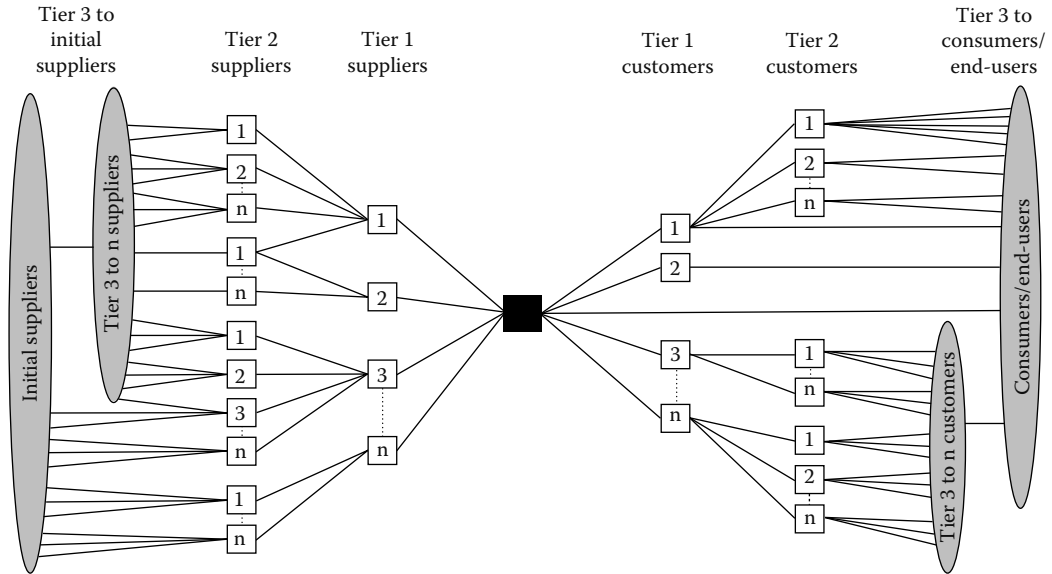 Tier 3 to
initial
suppliers
Tier 2
suppliers
Tier 1
suppliers
Tier 1
customers
Tier 2
customers
Tier 3 to
consumers/
end-users
Initial suppliers
Tier 3 to n suppliers
1
2
n
1
n
1
2
3
n
1
n
1
2
3
n
1
2
3
n
1
2
n
1
n
1
2
n
Tier 3 to n customers
Consumers/end-users